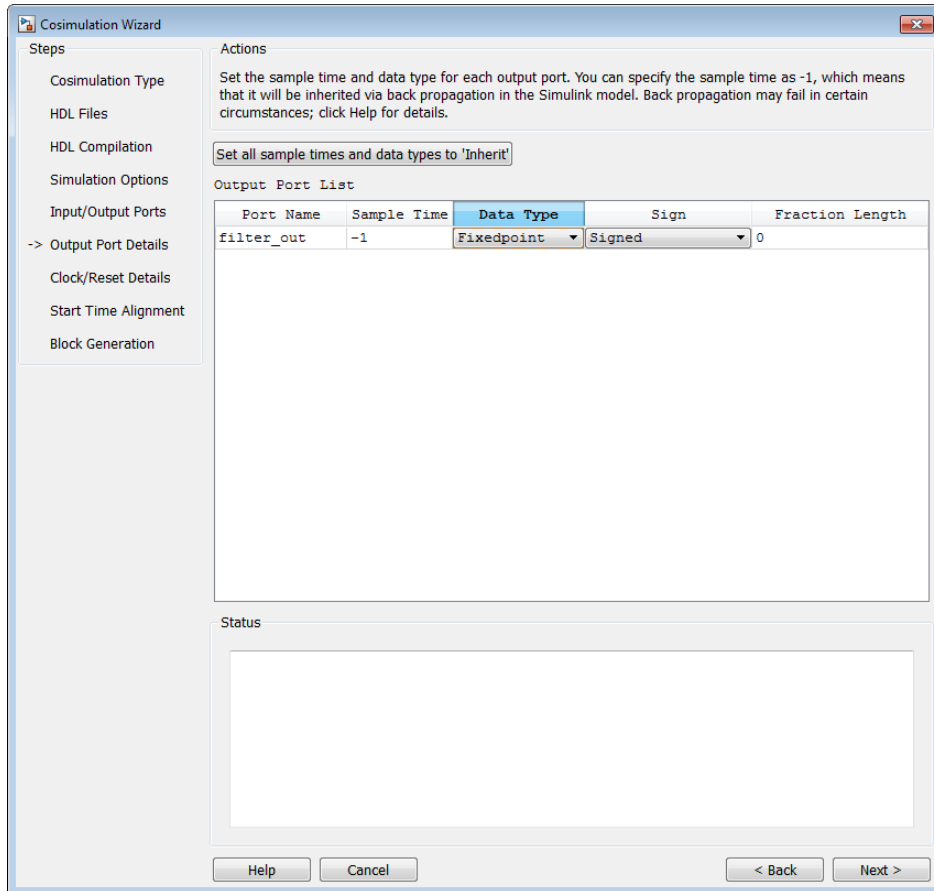 Cosimulation Wizard
Steps
Cosimulation Type
HDL Files
HDL Compilation
Simulation Options
Input/Output Ports
-> Output Port Details
Clock/Reset Details
Start Time Alignment
Block Generation
Actions
Set the sample time and data type for each output port. You can specify the sample time as -1, which means
that it will be inherited via back propagation in the Simulink model. Back propagation may fail in certain
circumstances; click Help for details.
Set all sample times and data types to 'Inherit'
Output Port List
Port Name Sample Time Data Type Sign Fraction Length
filter_out -1 Fixedpoint Signed 0
Status
Help Cancel < Back Next >